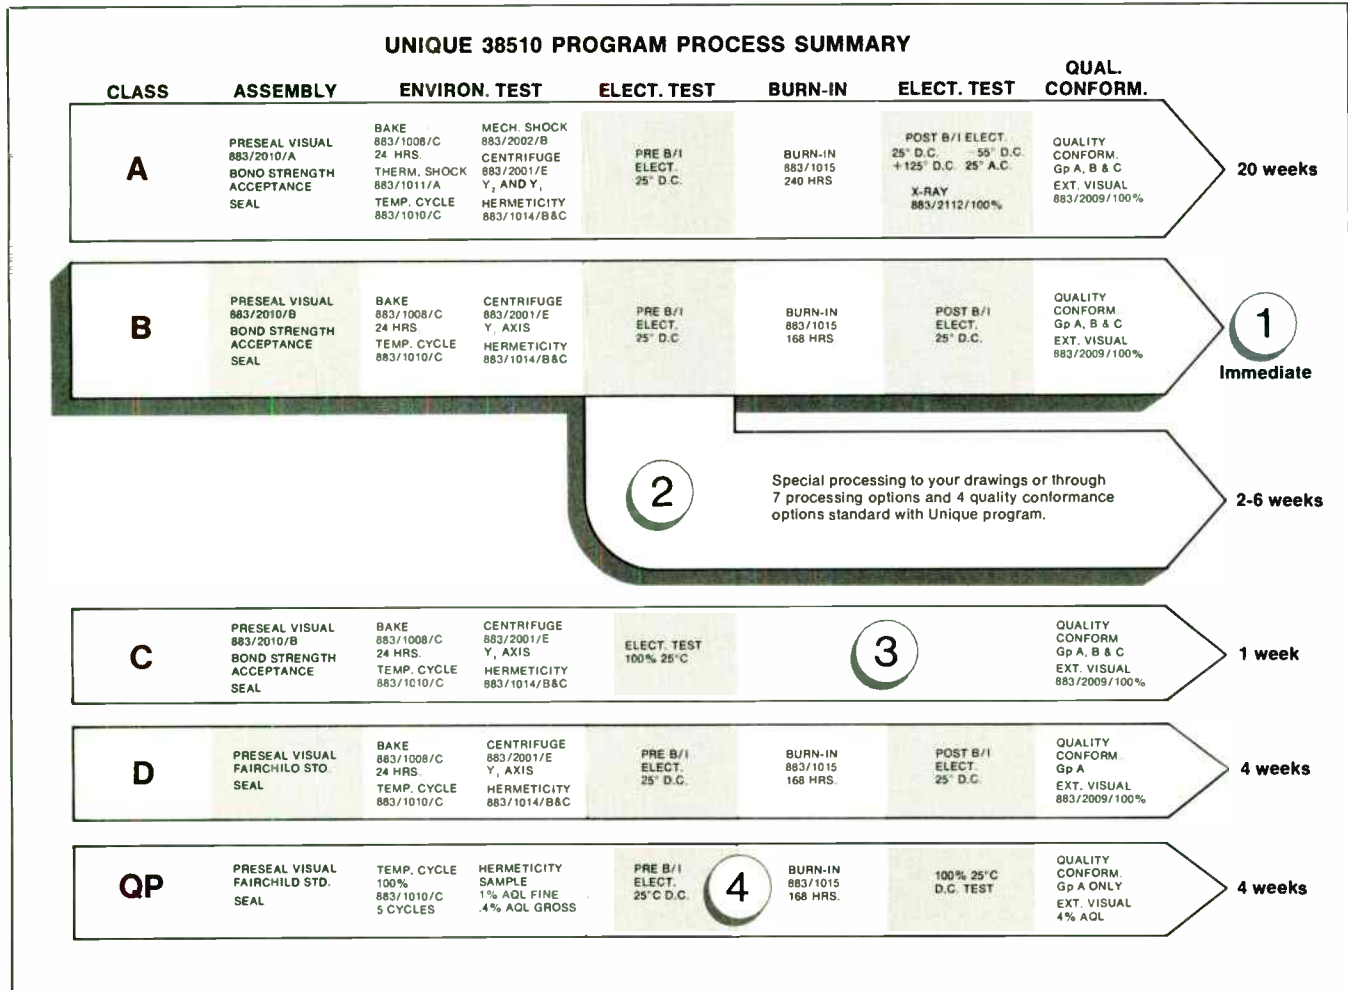 UNIQUE 38510 PROGRAM PROCESS SUMMARY
CLASS
ASSEMBLY
ENVIRON. TEST
ELECT. TEST
BURN-IN
ELECT. TEST
QUAL.
CONFORM.
A
PRESEAL VISUAL
883/2010/A
BOND STRENGTH
ACCEPTANCE
SEAL
BAKE
883/1008/C
24 HRS.
THERM. SHOCK
883/1011/A
TEMP. CYCLE
883/1010/C
MECH. SHOCK
883/2002/B
CENTRIFUGE
883/2001/E
Y, AND Y,
HERMETICITY
883/1014/B&C
PRE B/I
ELECT.
25° D.C.
BURN-IN
883/1015
240 HRS
POST B/I ELECT.
25° D.C. -55° D.C.
+125° D.C. 25° A.C.
X-RAY
883/2112/100%
QUALITY
CONFORM.
Gp A, B & C
EXT. VISUAL
883/2009/100%
20 weeks
B
PRESEAL VISUAL
883/2010/B
BOND STRENGTH
ACCEPTANCE
SEAL
BAKE
883/1008/C
24 HRS.
TEMP. CYCLE
883/1010/C
CENTRIFUGE
883/2001/E
Y, AXIS
HERMETICITY
883/1014/B&C
PRE B/I
ELECT.
25° D.C.
BURN-IN
883/1015
168 HRS
POST B/I
ELECT.
25° D.C.
QUALITY
CONFORM.
Gp A, B & C
EXT. VISUAL
883/2009/100%
1
Immediate
2
Special processing to your drawings or through
7 processing options and 4 quality conformance
options standard with Unique program.
2-6 weeks
C
PRESEAL VISUAL
883/2010/B
BOND STRENGTH
ACCEPTANCE
SEAL
BAKE
883/1008/C
24 HRS.
TEMP. CYCLE
883/1010/C
CENTRIFUGE
883/2001/E
Y, AXIS
HERMETICITY
883/1014/B&C
ELECT. TEST
100% 25°C
3
QUALITY
CONFORM
Gp A, B & C
EXT. VISUAL
883/2009/100%
1 week
D
PRESEAL VISUAL
FAIRCHILD STD.
SEAL
BAKE
883/1008/C
24 HRS.
TEMP. CYCLE
883/1010/C
CENTRIFUGE
883/2001/E
Y, AXIS
HERMETICITY
883/1014/B&C
PRE B/I
ELECT.
25° D.C.
BURN-IN
883/1015
168 HRS.
POST B/I
ELECT.
25° D.C.
QUALITY
CONFORM.
Gp A
EXT. VISUAL
883/2009/100%
4 weeks
QP
PRESEAL VISUAL
FAIRCHILD STD.
SEAL
TEMP. CYCLE
100%
883/1010/C
5 CYCLES
HERMETICITY
SAMPLE
1% AQL FINE
.4% AQL GROSS
PRE B/I
ELECT.
25°C D.C.
4
BURN-IN
883/1015
168 HRS.
100% 25°C
D.C. TEST
QUALITY
CONFORM.
Gp A ONLY
EXT. VISUAL
4% AQL
4 weeks